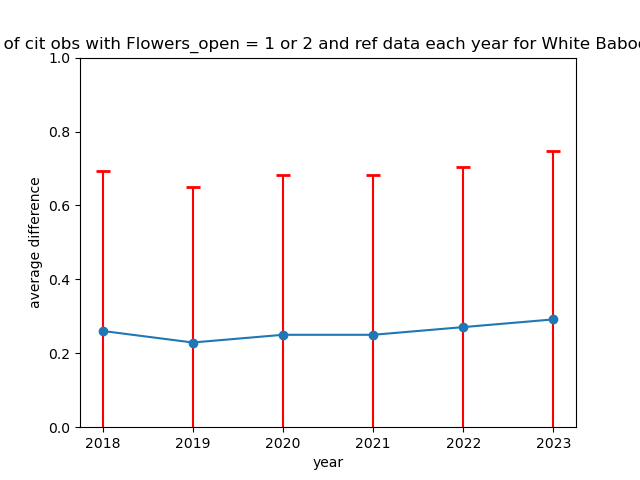 of cit obs with Flowers_open = 1 or 2 and ref data each year for White
1.0
0.8
0.6
0.4
0.2
0.0
average difference
2018 2019 2020 2021 2022 2023
year